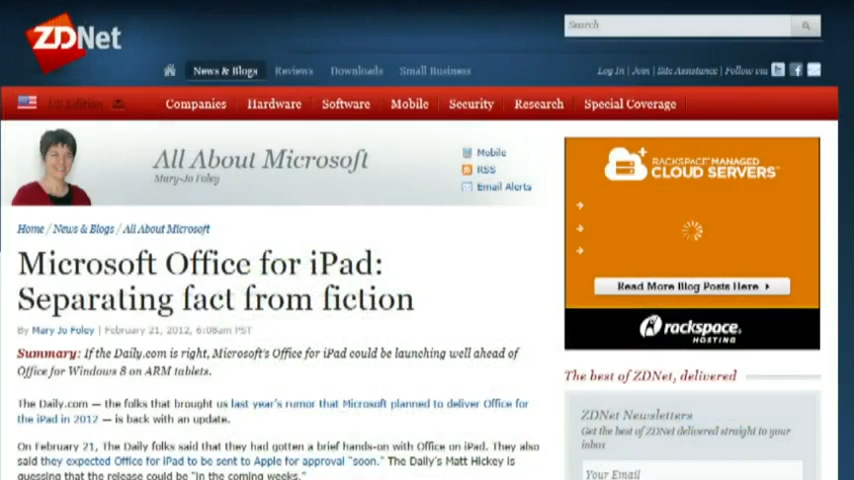 ZDNet
Search
News & Blogs
Reviews
Downloads
Small Business
Log In | Join | Site Assistance | Follow via
US Edition
Companies
Hardware
Software
Mobile
Security
Research
Special Coverage
All About Microsoft
Mary-Jo Foley
Mobile
RSS
Email Alerts
RACKSPACE MANAGED
CLOUD SERVERS™
Read More Blog Posts Here
rackspace.
HOSTING
Home / News & Blogs / All About Microsoft
Microsoft Office for iPad:
Separating fact from fiction
By Mary Jo Foley | February 21, 2012, 6:08am PST
Summary: If the Daily.com is right, Microsoft's Office for iPad could be launching well ahead of
Office for Windows 8 on ARM tablets.
The Daily.com — the folks that brought us last year's rumor that Microsoft planned to deliver Office for
the iPad in 2012 — is back with an update.
On February 21, The Daily folks said that they had gotten a brief hands-on with Office on iPad. They also
said they expected Office for iPad to be sent to Apple for approval "soon." The Daily's Matt Hickey is
guessing that the release could be "in the coming weeks."
The best of ZDNet, delivered
ZDNet Newsletters
Get the best of ZDNet delivered straight to your
inbox
Your Email